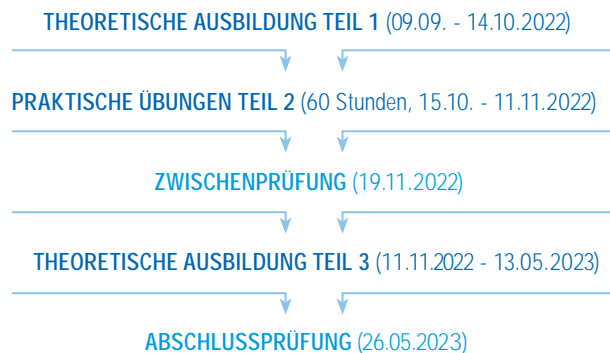 THEORETISCHE AUSBILDUNG TEIL 1 (09.09. - 14.10.2022)
PRAKTISCHE ÜBUNGEN TEIL 2 (60 Stunden, 15.10. - 11.11.2022)
ZWISCHENPRÜFUNG (19.11.2022)
THEORETISCHE AUSBILDUNG TEIL 3 (11.11.2022 - 13.05.2023)
ABSCHLUSSPRÜFUNG (26.05.2023)